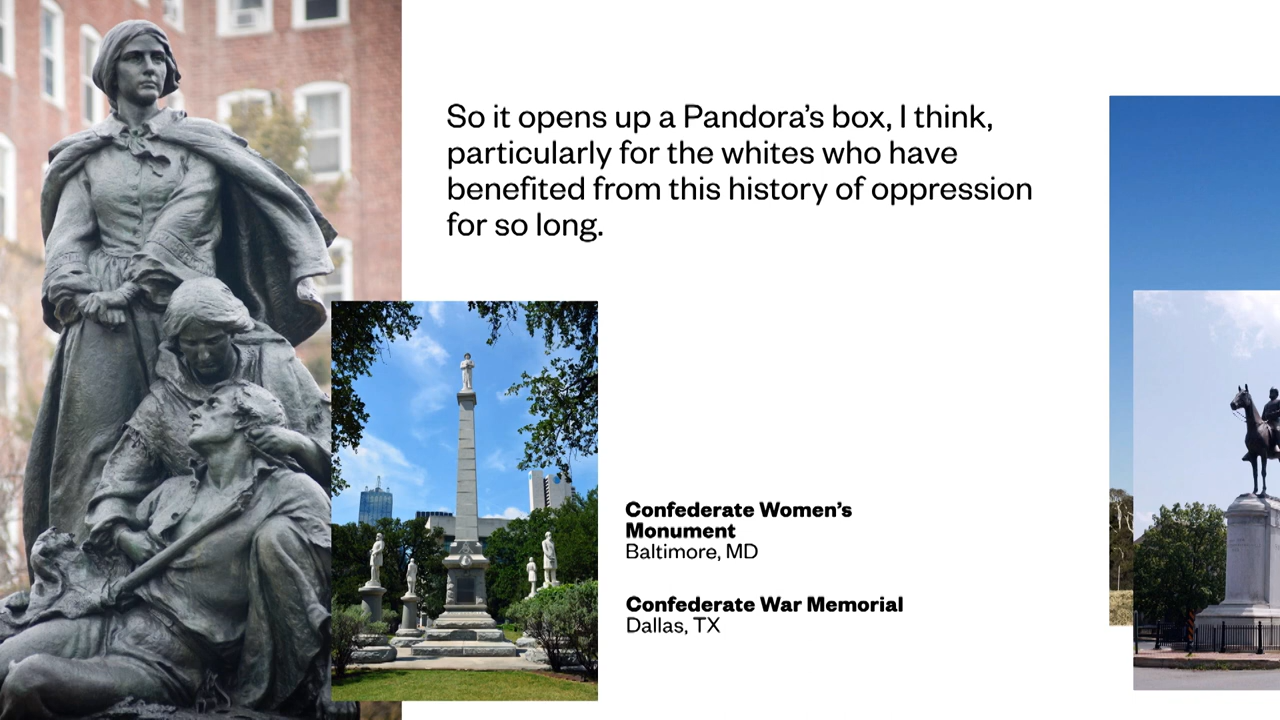 So it opens up a Pandora’s box, I think,
particularly for the whites who have
benefited from this history of oppression
for so long.
Confederate Women’s
Monument
Baltimore, MD
Confederate War Memorial
Dallas, TX